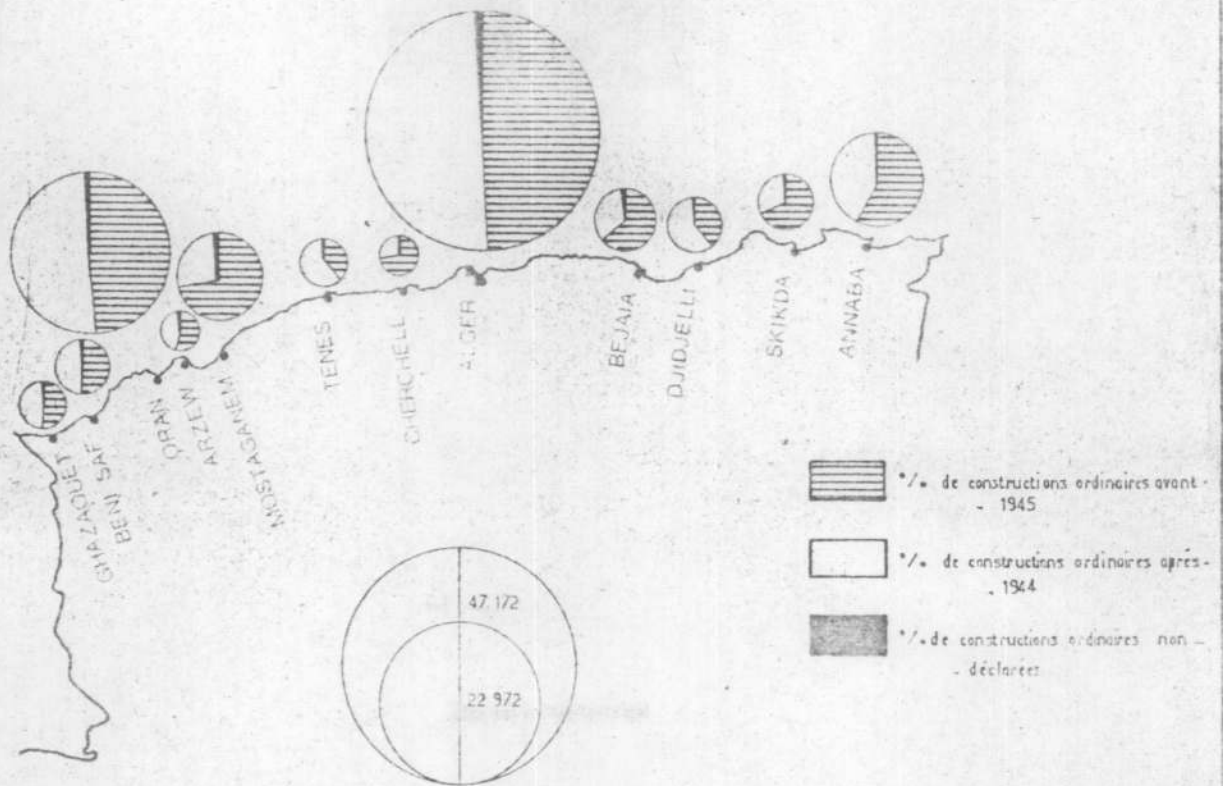 GHAZAOUET
BENI SAF
ORAN
ARZEW
MOSTAGANEM
TENES
CHERCHELL
ALGER
BEJAIA
DJIDJELLI
SKIKDA
ANNABA
°/. de constructions ordinaires avant -
- 1945
°/. de constructions ordinaires après -
- 1944
°/. de constructions ordinaires non -
- déclarées
47.172
22 972